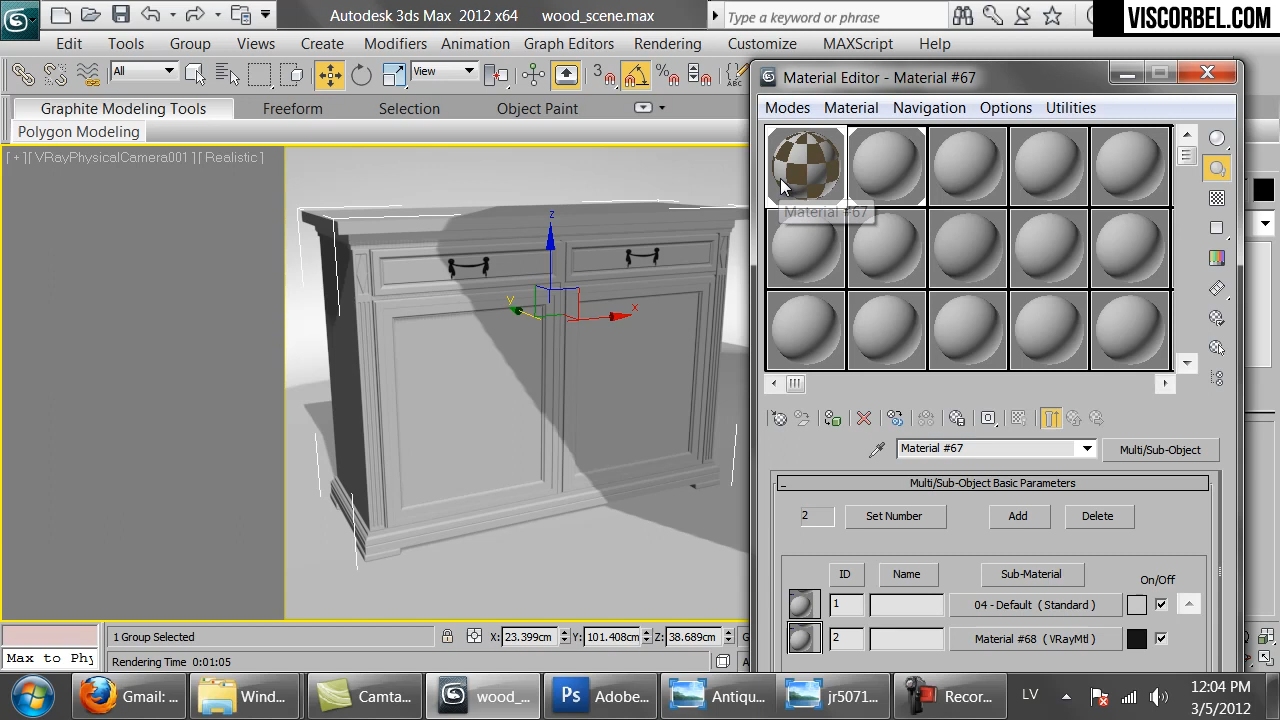 Autodesk 3ds Max 2012 x64 wood_scene.max
Type a keyword or phrase
VISCORBEL.COM
Edit Tools Group Views Create Modifiers Animation Graph Editors Rendering Customize MAXScript Help
All View
Graphite Modeling Tools Freeform Selection Object Paint
Polygon Modeling
[ + ][ VRayPhysicalCamera001 ][ Realistic ]
Material Editor - Material #67
Modes Material Navigation Options Utilities
Material #67
z
y
x
Material #67 Multi/Sub-Object
Multi/Sub-Object Basic Parameters
2 Set Number Add Delete
ID Name Sub-Material On/Off
1 04 - Default ( Standard )
2 Material #68 ( VRayMtl )
1 Group Selected X: 23.399cm Y: 101.408cm Z: 38.689cm
Max to Phy Rendering Time 0:01:05
Gmail: ... Wind... Camta... wood_... Adobe... Antiqu... jr5071... Recor... LV 12:04 PM
3/5/2012